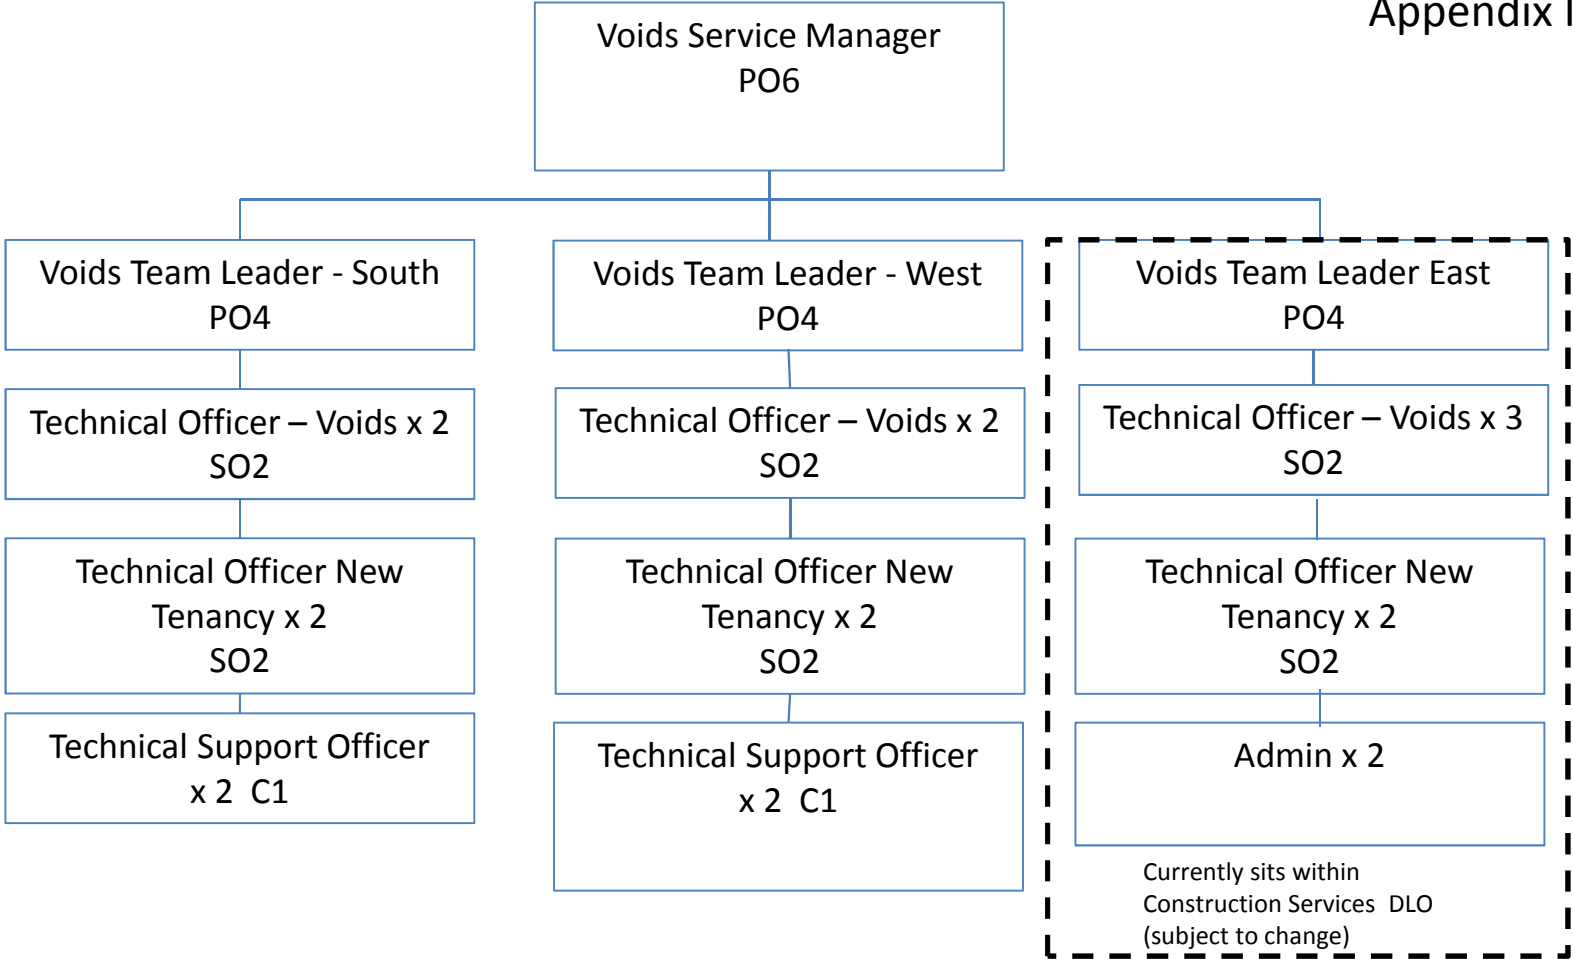 Appendix I
Voids Service Manager
PO6
Voids Team Leader - South
PO4
Technical Officer – Voids x 2
SO2
Technical Officer New
Tenancy x 2
SO2
Technical Support Officer
x 2 C1
Voids Team Leader - West
PO4
Technical Officer – Voids x 2
SO2
Technical Officer New
Tenancy x 2
SO2
Technical Support Officer
x 2 C1
Voids Team Leader East
PO4
Technical Officer – Voids x 3
SO2
Technical Officer New
Tenancy x 2
SO2
Admin x 2
Currently sits within
Construction Services DLO
(subject to change)